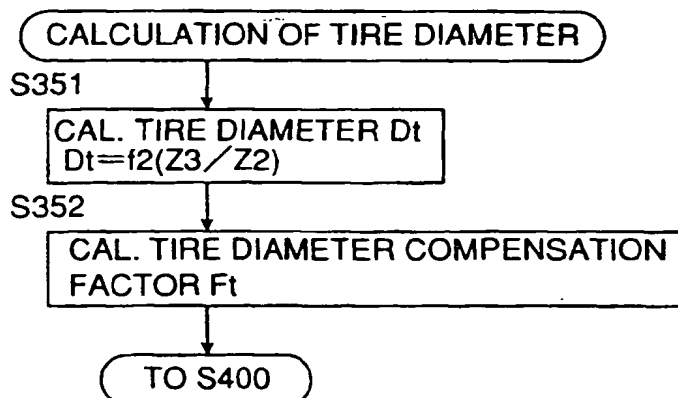 CALCULATION OF TIRE DIAMETER
S351
CAL. TIRE DIAMETER Dt
Dt=f2(Z3/Z2)
S352
CAL. TIRE DIAMETER COMPENSATION
FACTOR Ft
TO S400